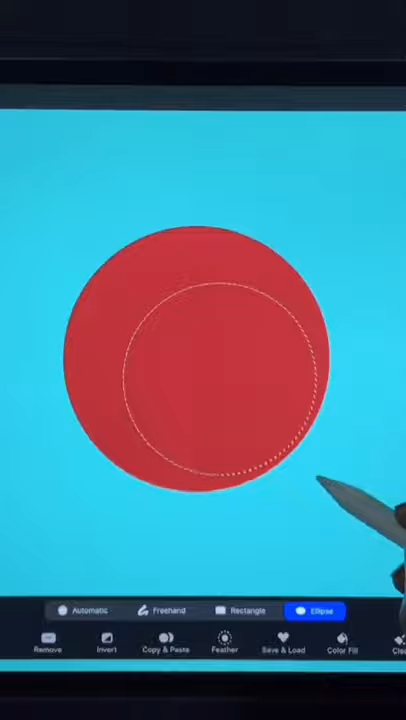 Automatic Freehand Rectangle Ellipse
Remove Invert Copy & Paste Feather Save & Load Color Fill